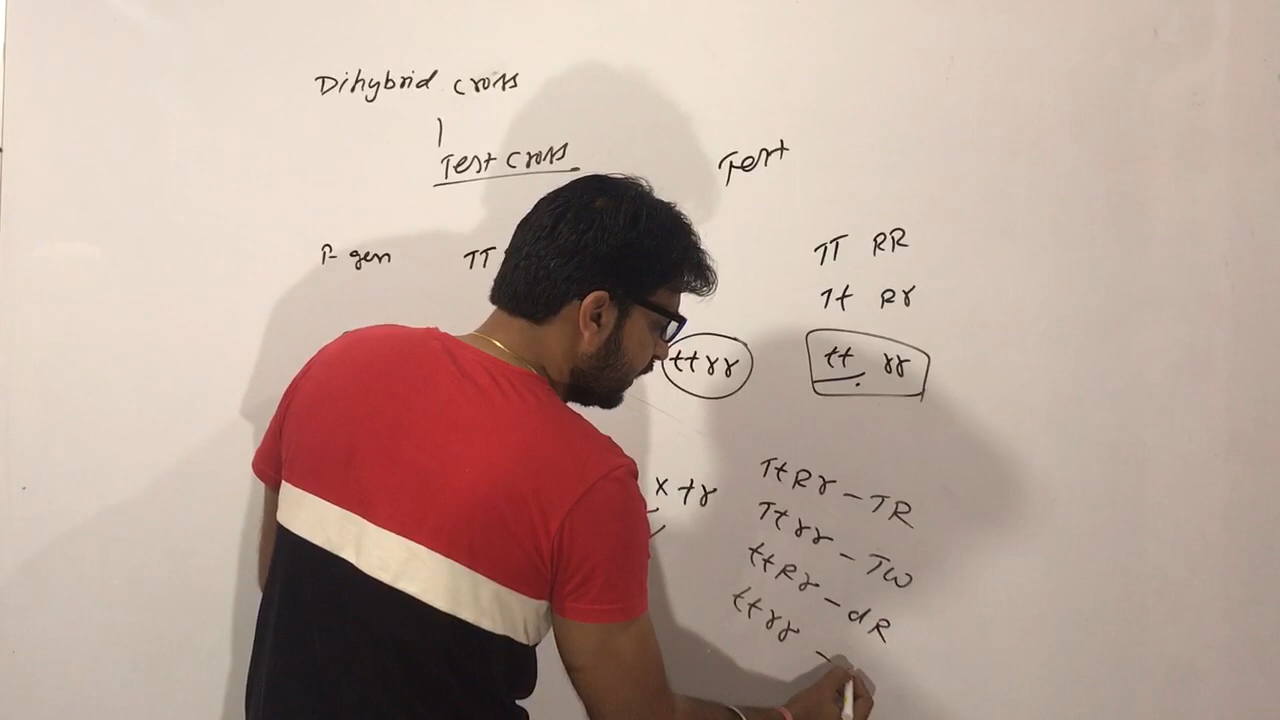 Dihybrid cross
Test cross
Test
P gen TT
TT RR
Tt Rr
ttrr
tt rr
x tr
TtRr - TR
Ttrr - Tw
ttRr - dR
ttrr -